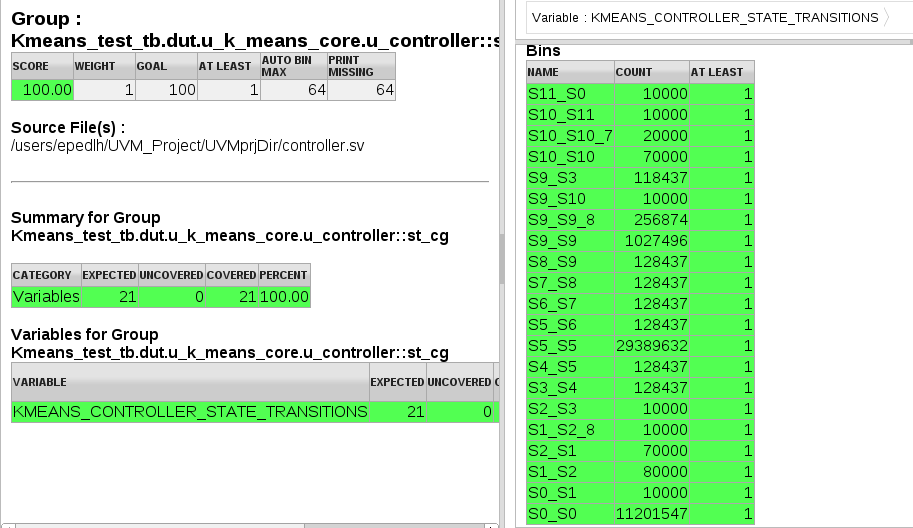 Group :
Kmeans_test_tb.dut.u_k_means_core.u_controller::s
SCORE WEIGHT GOAL AT LEAST AUTO BIN MAX PRINT MISSING
100.00 1 100 1 64 64
Source File(s) :
/users/epedlh/UVM_Project/UVMprjDir/controller.sv
Summary for Group
Kmeans_test_tb.dut.u_k_means_core.u_controller::st_cg
CATEGORY EXPECTED UNCOVERED COVERED PERCENT
Variables 21 0 21 100.00
Variables for Group
Kmeans_test_tb.dut.u_k_means_core.u_controller::st_cg
VARIABLE EXPECTED UNCOVERED
KMEANS_CONTROLLER_STATE_TRANSITIONS 21 0
Variable : KMEANS_CONTROLLER_STATE_TRANSITIONS
Bins
NAME COUNT AT LEAST
S11_S0 10000 1
S10_S11 10000 1
S10_S10_7 20000 1
S10_S10 70000 1
S9_S3 118437 1
S9_S10 10000 1
S9_S9_8 256874 1
S9_S9 1027496 1
S8_S9 128437 1
S7_S8 128437 1
S6_S7 128437 1
S5_S6 128437 1
S5_S5 29389632 1
S4_S5 128437 1
S3_S4 128437 1
S2_S3 10000 1
S1_S2_8 10000 1
S2_S1 70000 1
S1_S2 80000 1
S0_S1 10000 1
S0_S0 11201547 1